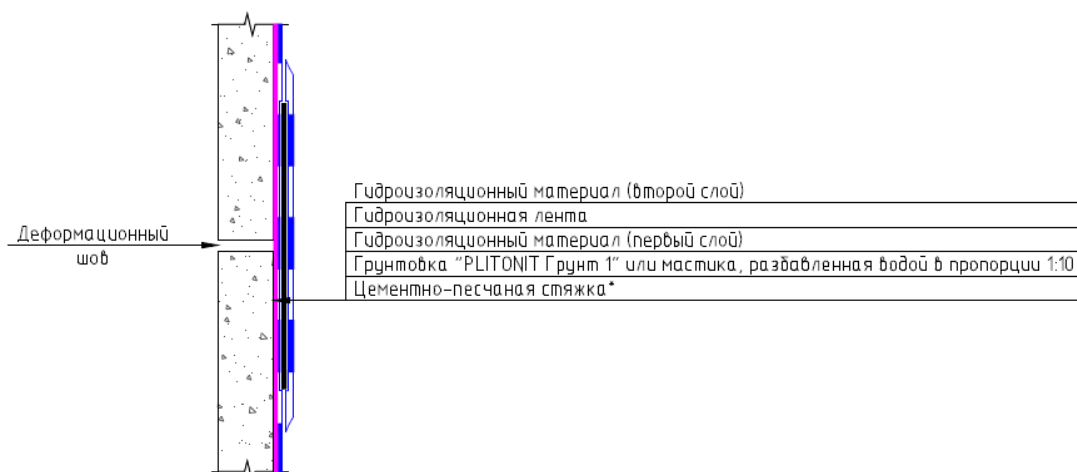 Гидроизоляционный материал (второй слой)
Гидроизоляционная лента
Гидроизоляционный материал (первый слой)
Грунтовка "PLITONIT Грунт 1" или мастика, разбавленная водой в пропорции 1:10
Цементно-песчаная стяжка*
Деформационный
шов